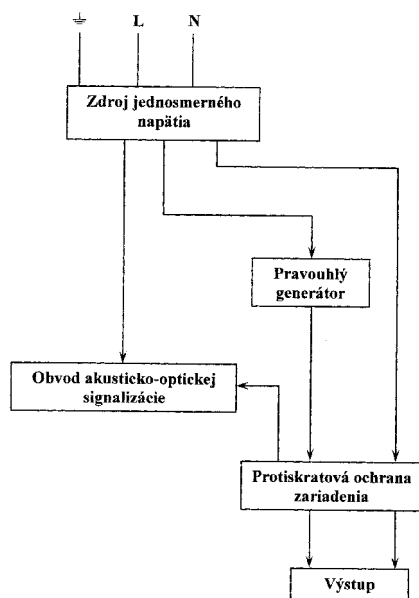 L N
Zdroj jednosmerného
napätia
Pravouhlý
generátor
Obvod akusticko-optickej
signalizácie
Protiskratová ochrana
zariadenia
Výstup